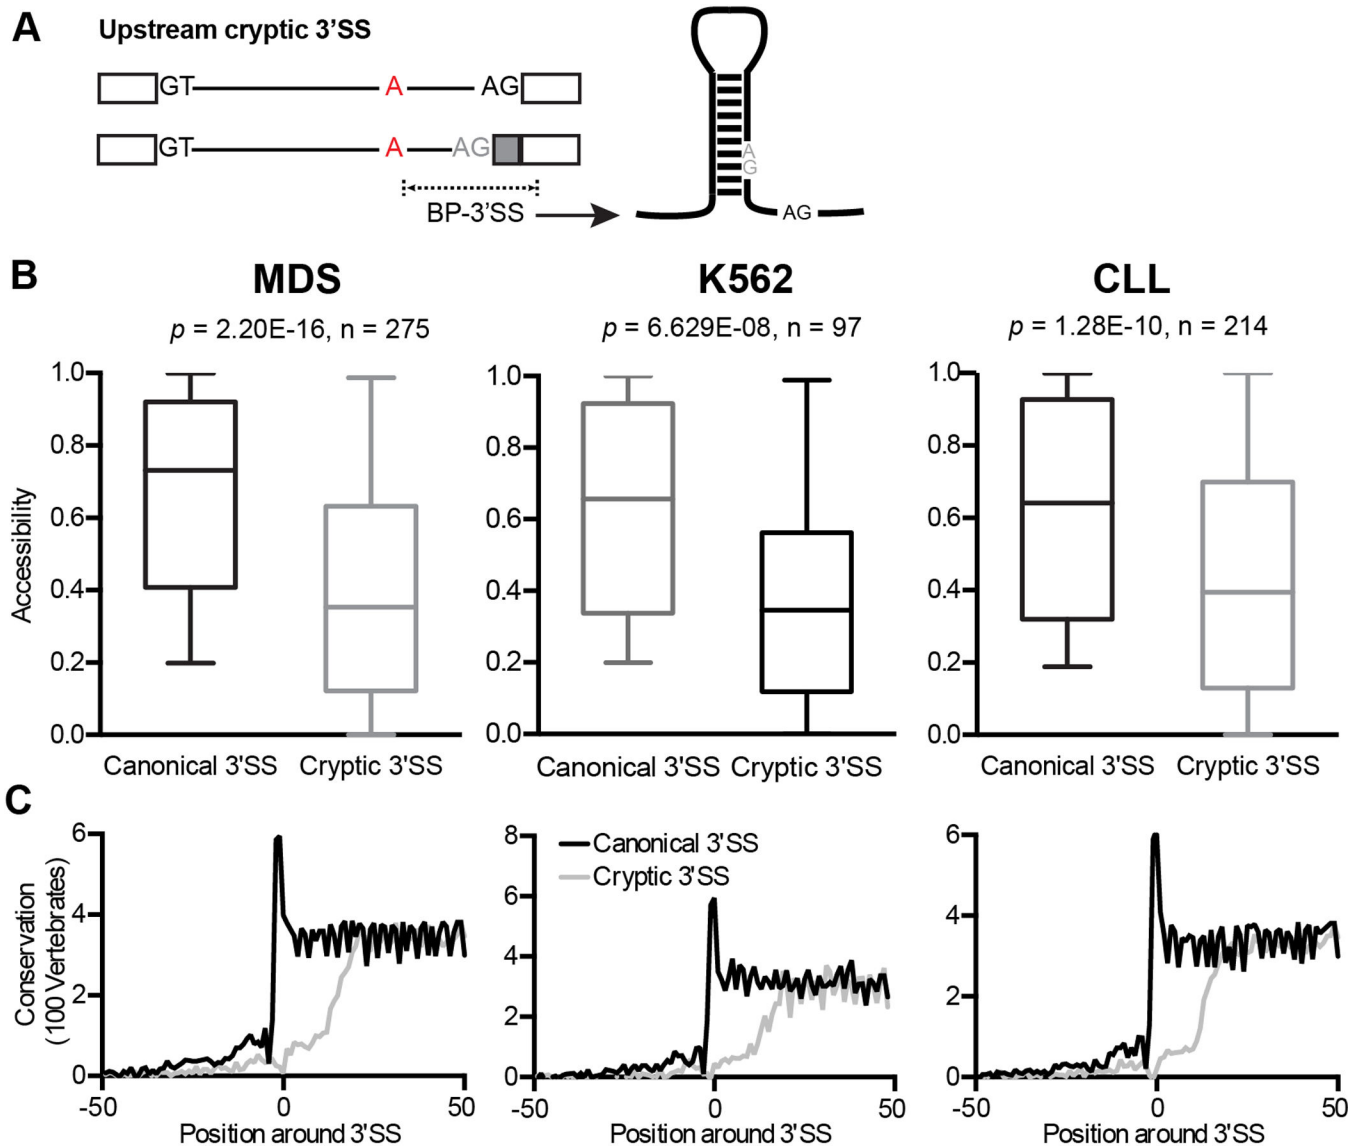 A
Upstream cryptic 3'SS
GT A AG
GT A AG
BP-3'SS
A
G
AG
B
MDS K562 CLL
p = 2.20E-16, n = 275
p = 6.629E-08, n = 97
p = 1.28E-10, n = 214
Accessibility
1.0
0.8
0.6
0.4
0.2
0.0
Canonical 3'SS Cryptic 3'SS
1.0
0.8
0.6
0.4
0.2
0.0
Canonical 3'SS Cryptic 3'SS
1.0
0.8
0.6
0.4
0.2
0.0
Canonical 3'SS Cryptic 3'SS
C
Conservation
(100 Vertebrates)
6
4
2
0
-50 0 50
Position around 3'SS
8
6
4
2
0
Canonical 3'SS
Cryptic 3'SS
-50 0 50
Position around 3'SS
6
4
2
0
-50 0 50
Position around 3'SS